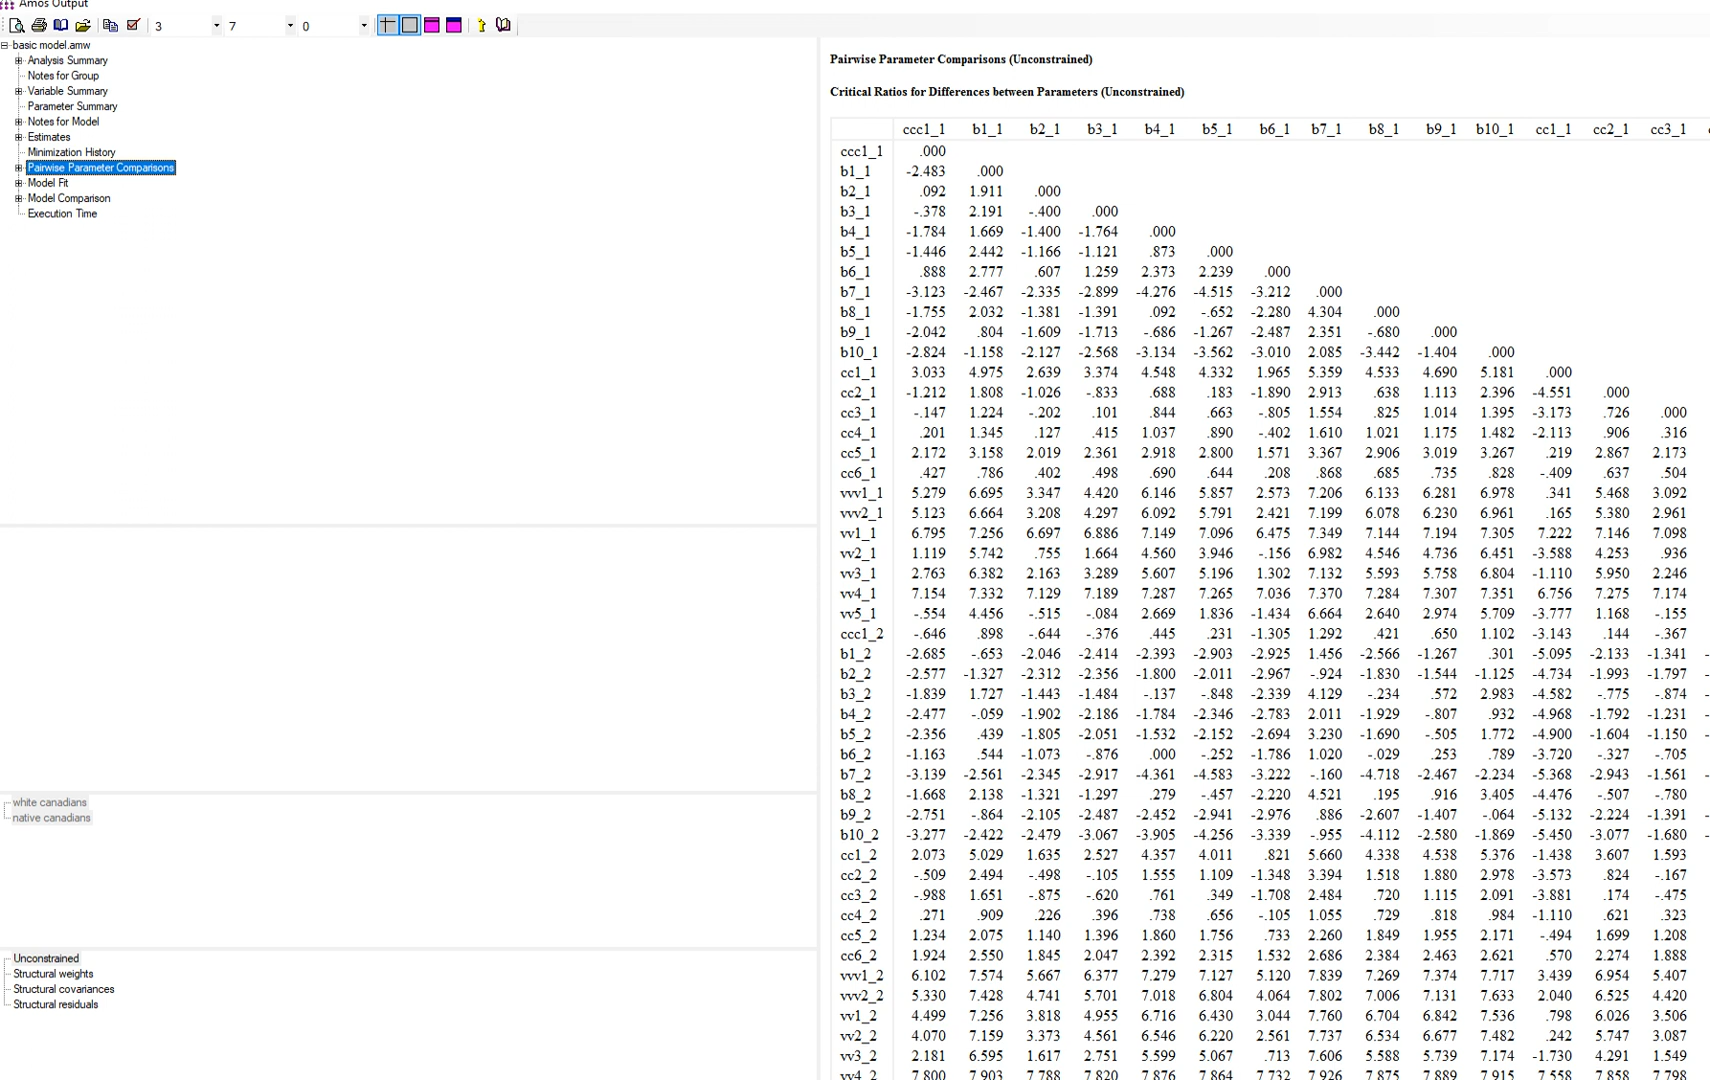 Amos Output
3 7 0
basic model.amw
Analysis Summary
Notes for Group
Variable Summary
Parameter Summary
Notes for Model
Estimates
Minimization History
Pairwise Parameter Comparisons
Model Fit
Model Comparison
Execution Time
white canadians
native canadians
Unconstrained
Structural weights
Structural covariances
Structural residuals
Pairwise Parameter Comparisons (Unconstrained)
Critical Ratios for Differences between Parameters (Unconstrained)
ccc1_1 b1_1 b2_1 b3_1 b4_1 b5_1 b6_1 b7_1 b8_1 b9_1 b10_1 cc1_1 cc2_1 cc3_1
ccc1_1 .000
b1_1 -2.483 .000
b2_1 .092 1.911 .000
b3_1 -.378 2.191 -.400 .000
b4_1 -1.784 1.669 -1.400 -1.764 .000
b5_1 -1.446 2.442 -1.166 -1.121 .873 .000
b6_1 .888 2.777 .607 1.259 2.373 2.239 .000
b7_1 -3.123 -2.467 -2.335 -2.899 -4.276 -4.515 -3.212 .000
b8_1 -1.755 2.032 -1.381 -1.391 .092 -.652 -2.280 4.304 .000
b9_1 -2.042 .804 -1.609 -1.713 -.686 -1.267 -2.487 2.351 -.680 .000
b10_1 -2.824 -1.158 -2.127 -2.568 -3.134 -3.562 -3.010 2.085 -3.442 -1.404 .000
cc1_1 3.033 4.975 2.639 3.374 4.548 4.332 1.965 5.359 4.533 4.690 5.181 .000
cc2_1 -1.212 1.808 -1.026 -.833 .688 .183 -1.890 2.913 .638 1.113 2.396 -4.551 .000
cc3_1 -.147 1.224 -.202 .101 .844 .663 -.805 1.554 .825 1.014 1.395 -3.173 .726 .000
cc4_1 .201 1.345 .127 .415 1.037 .890 -.402 1.610 1.021 1.175 1.482 -2.113 .906 .316
cc5_1 2.172 3.158 2.019 2.361 2.918 2.800 1.571 3.367 2.906 3.019 3.267 .219 2.867 2.173
cc6_1 .427 .786 .402 .498 .690 .644 .208 .868 .685 .735 .828 -.409 .637 .504
vvv1_1 5.279 6.695 3.347 4.420 6.146 5.857 2.573 7.206 6.133 6.281 6.978 .341 5.468 3.092
vvv2_1 5.123 6.664 3.208 4.297 6.092 5.791 2.421 7.199 6.078 6.230 6.961 .165 5.380 2.961
vv1_1 6.795 7.256 6.697 6.886 7.149 7.096 6.475 7.349 7.144 7.194 7.305 7.222 7.146 7.098
vv2_1 1.119 5.742 .755 1.664 4.560 3.946 -.156 6.982 4.546 4.736 6.451 -3.588 4.253 .936
vv3_1 2.763 6.382 2.163 3.289 5.607 5.196 1.302 7.132 5.593 5.758 6.804 -1.110 5.950 2.246
vv4_1 7.154 7.332 7.129 7.189 7.287 7.265 7.036 7.370 7.284 7.307 7.351 6.756 7.275 7.174
vv5_1 -.554 4.456 -.515 -.084 2.669 1.836 -1.434 6.664 2.640 2.974 5.709 -3.777 1.168 -.155
ccc1_2 -.646 .898 -.644 -.376 .445 .231 -1.305 1.292 .421 .650 1.102 -3.143 .144 -.367
b1_2 -2.685 -.653 -2.046 -2.414 -2.393 -2.903 -2.925 1.456 -2.566 -1.267 .301 -5.095 -2.133 -1.341
b2_2 -2.577 -1.327 -2.312 -2.356 -1.800 -2.011 -2.967 -.924 -1.830 -1.544 -1.125 -4.734 -1.993 -1.797
b3_2 -1.839 1.727 -1.443 -1.484 -.137 -.848 -2.339 4.129 -.234 .572 2.983 -4.582 -.775 -.874
b4_2 -2.477 -.059 -1.902 -2.186 -1.784 -2.346 -2.783 2.011 -1.929 -.807 .932 -4.968 -1.792 -1.231
b5_2 -2.356 .439 -1.805 -2.051 -1.532 -2.152 -2.694 3.230 -1.690 -.505 1.772 -4.900 -1.604 -1.150
b6_2 -1.163 .544 -1.073 -.876 .000 -.252 -1.786 1.020 -.029 .253 .789 -3.720 -.327 -.705
b7_2 -3.139 -2.561 -2.345 -2.917 -4.361 -4.583 -3.222 -.160 -4.718 -2.467 -2.234 -5.368 -2.943 -1.561
b8_2 -1.668 2.138 -1.321 -1.297 .279 -.457 -2.220 4.521 .195 .916 3.405 -4.476 -.507 -.780
b9_2 -2.751 -.864 -2.105 -2.487 -2.452 -2.941 -2.976 .886 -2.607 -1.407 -.064 -5.132 -2.224 -1.391
b10_2 -3.277 -2.422 -2.479 -3.067 -3.905 -4.256 -3.339 -.955 -4.112 -2.580 -1.869 -5.450 -3.077 -1.680
cc1_2 2.073 5.029 1.635 2.527 4.357 4.011 .821 5.660 4.338 4.538 5.376 -1.438 3.607 1.593
cc2_2 -.509 2.494 -.498 -.105 1.555 1.109 -1.348 3.394 1.518 1.880 2.978 -3.573 .824 -.167
cc3_2 -.988 1.651 -.875 -.620 .761 .349 -1.708 2.484 .720 1.115 2.091 -3.881 .174 -.475
cc4_2 .271 .909 .226 .396 .738 .656 -.105 1.055 .729 .818 .984 -1.110 .621 .323
cc5_2 1.234 2.075 1.140 1.396 1.860 1.756 .733 2.260 1.849 1.955 2.171 -.494 1.699 1.208
cc6_2 1.924 2.550 1.845 2.047 2.392 2.315 1.532 2.686 2.384 2.463 2.621 .570 2.274 1.888
vvv1_2 6.102 7.574 5.667 6.377 7.279 7.127 5.120 7.839 7.269 7.374 7.717 3.439 6.954 5.407
vvv2_2 5.330 7.428 4.741 5.701 7.018 6.804 4.064 7.802 7.006 7.131 7.633 2.040 6.525 4.420
vv1_2 4.499 7.256 3.818 4.955 6.716 6.430 3.044 7.760 6.704 6.842 7.536 .798 6.026 3.506
vv2_2 4.070 7.159 3.373 4.561 6.546 6.220 2.561 7.737 6.534 6.677 7.482 .242 5.747 3.087
vv3_2 2.181 6.595 1.617 2.751 5.599 5.067 .713 7.606 5.588 5.739 7.174 -1.730 4.291 1.549
vv4_2 7.800 7.903 7.788 7.820 7.876 7.864 7.732 7.926 7.875 7.889 7.915 7.558 7.858 7.798